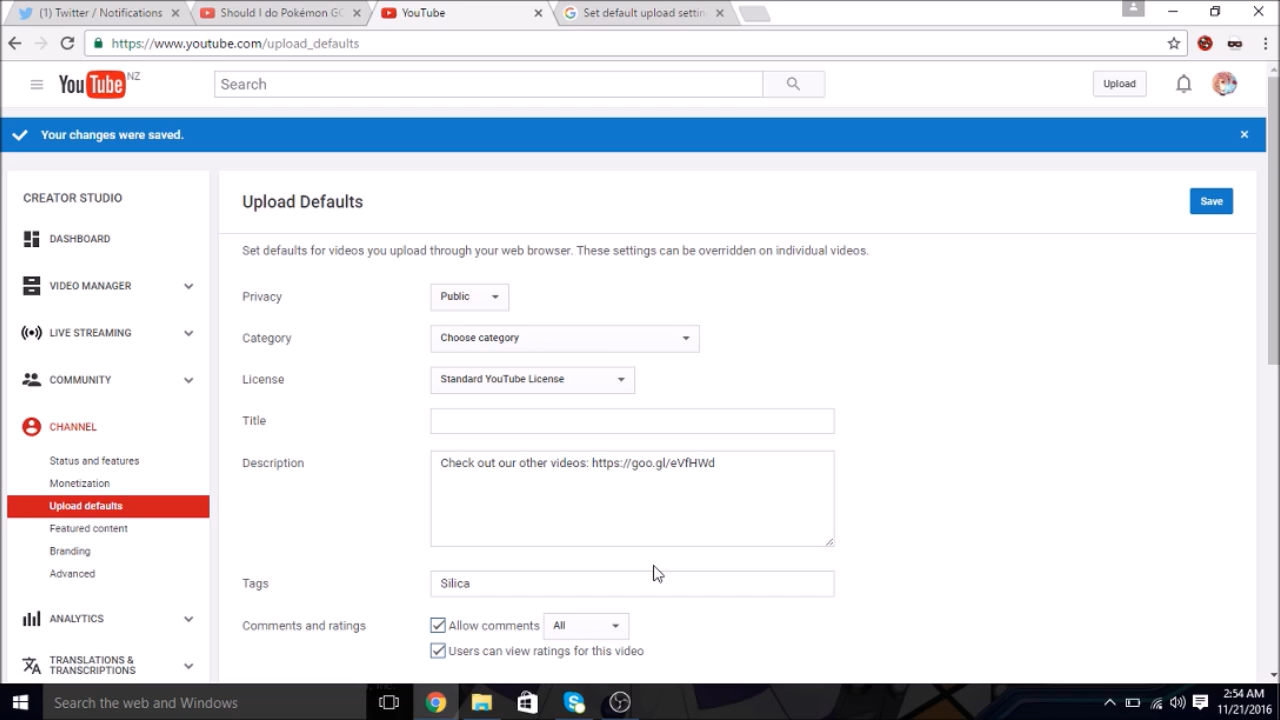 (1) Twitter / Notifications
Should I do Pokémon GO
YouTube
Set default upload settin
https://www.youtube.com/upload_defaults
YouTube NZ
Search
Upload
Your changes were saved.
CREATOR STUDIO
DASHBOARD
VIDEO MANAGER
LIVE STREAMING
COMMUNITY
CHANNEL
Status and features
Monetization
Upload defaults
Featured content
Branding
Advanced
ANALYTICS
TRANSLATIONS &
TRANSCRIPTIONS
Upload Defaults
Save
Set defaults for videos you upload through your web browser. These settings can be overridden on individual videos.
Privacy
Public
Category
Choose category
License
Standard YouTube License
Title
Description
Check out our other videos: https://goo.gl/eVfHWd
Tags
Silica
Comments and ratings
Allow comments
All
Users can view ratings for this video
Search the web and Windows
2:54 AM
11/21/2016